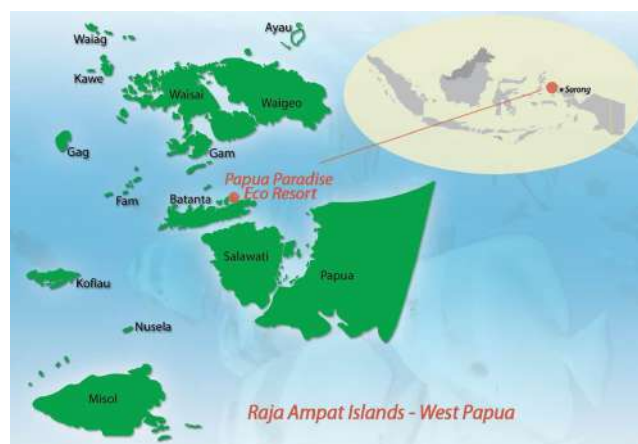 Waiag
Ayau
Kawe
Waisai
Waigeo
Sorong
Gag
Gam
Papua Paradise
Eco Resort
Fam
Batanta
Salawati
Papua
Kofiau
Nusela
Misol
Raja Ampat Islands - West Papua